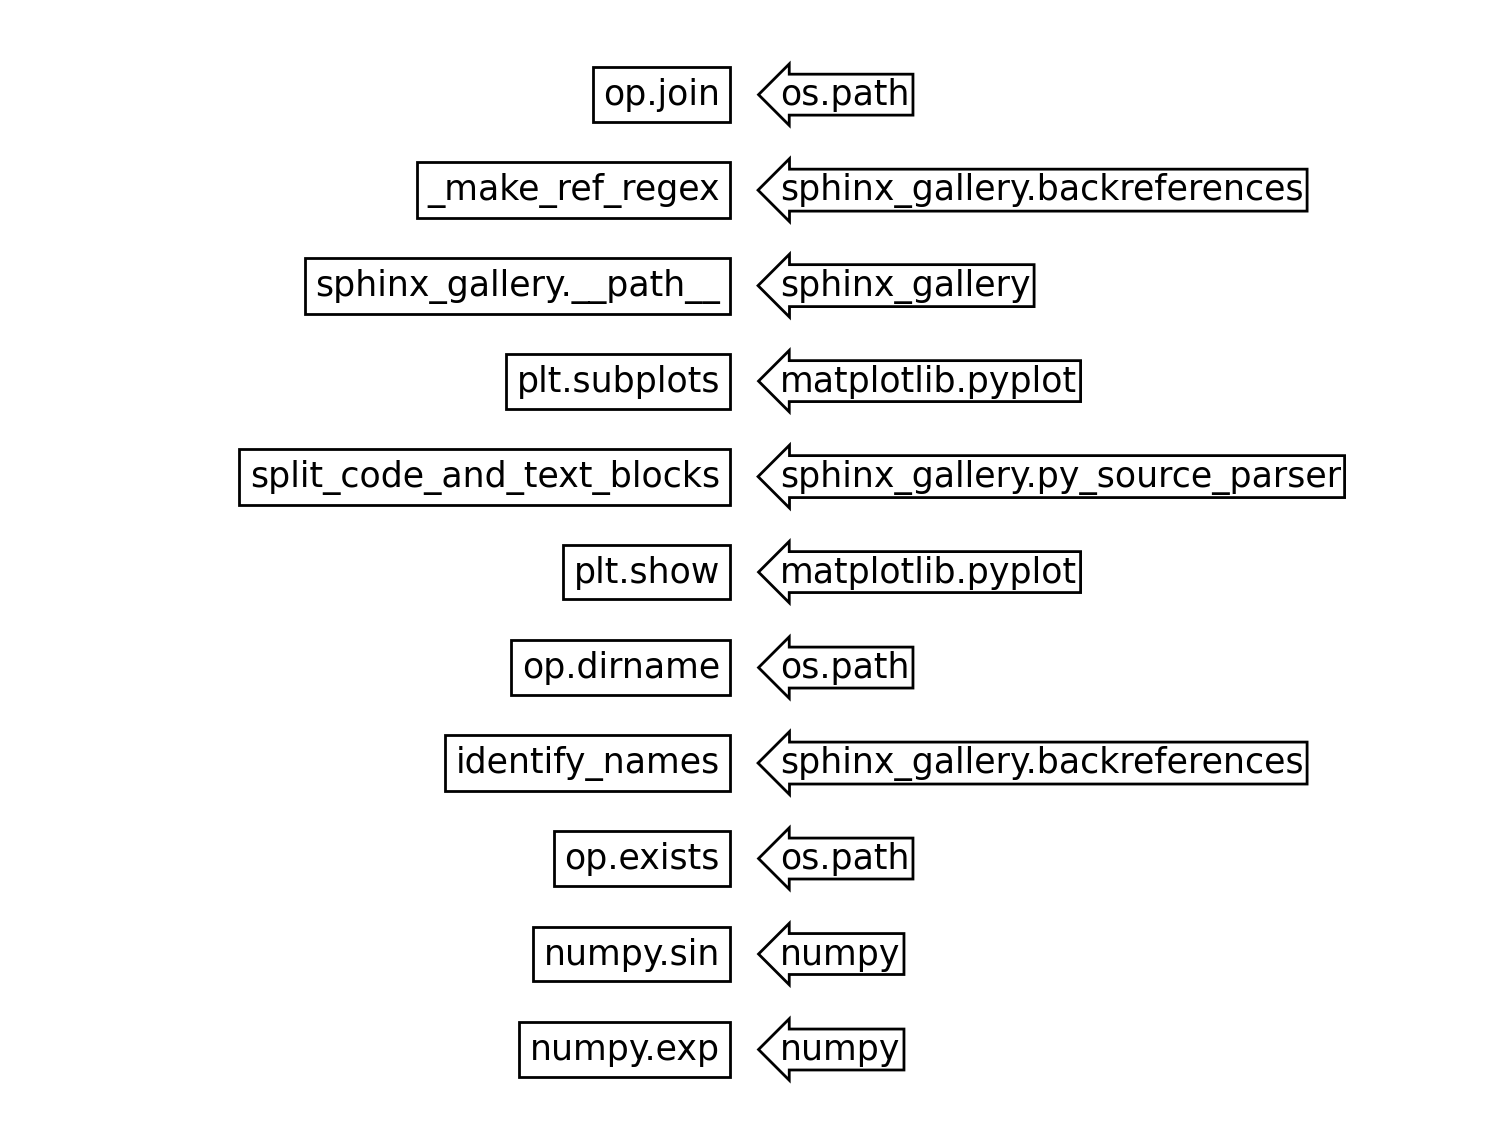 op.join os.path
_make_ref_regex sphinx_gallery.backreferences
sphinx_gallery.__path__ sphinx_gallery
plt.subplots matplotlib.pyplot
split_code_and_text_blocks sphinx_gallery.py_source_parser
plt.show matplotlib.pyplot
op.dirname os.path
identify_names sphinx_gallery.backreferences
op.exists os.path
numpy.sin numpy
numpy.exp numpy